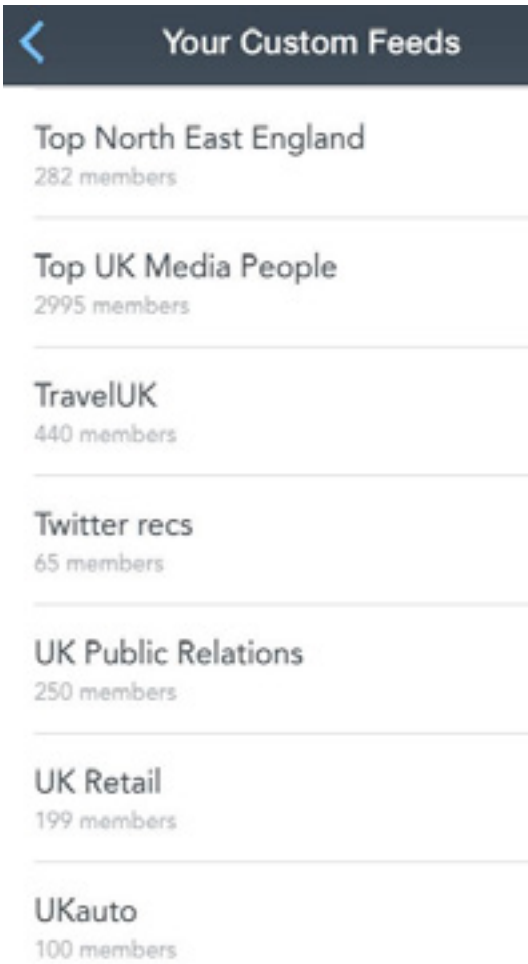 Your Custom Feeds
Top North East England
282 members
Top UK Media People
2995 members
TravelUK
440 members
Twitter recs
65 members
UK Public Relations
250 members
UK Retail
199 members
UKauto
100 members